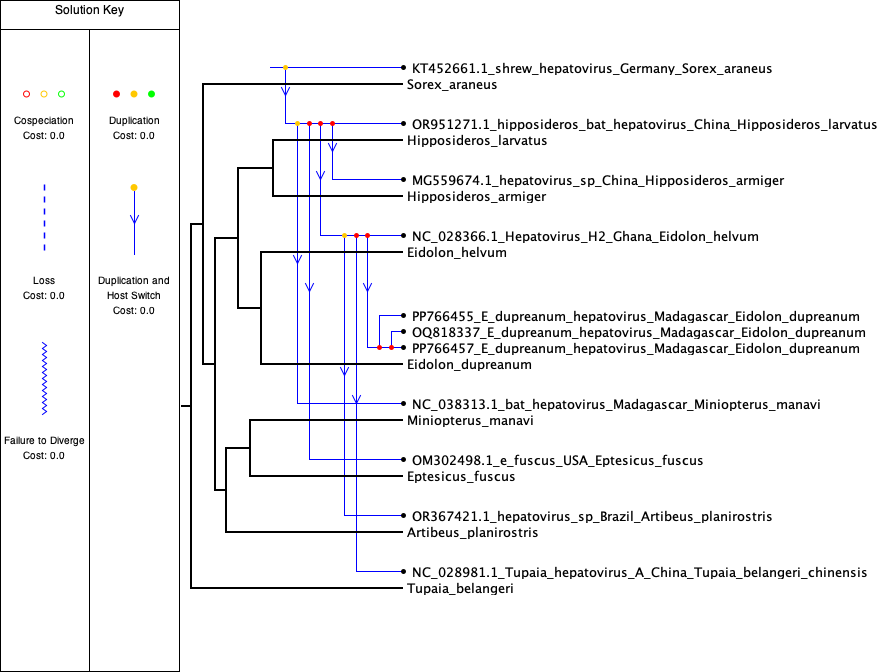 Solution Key
Cospeciation
Cost: 0.0
Duplication
Cost: 0.0
Loss
Cost: 0.0
Duplication and
Host Switch
Cost: 0.0
Failure to Diverge
Cost: 0.0
KT452661.1_shrew_hepatovirus_Germany_Sorex_araneus
Sorex_araneus
OR951271.1_hipposideros_bat_hepatovirus_China_Hipposideros_larvatus
Hipposideros_larvatus
MG559674.1_hepatovirus_sp_China_Hipposideros_armiger
Hipposideros_armiger
NC_028366.1_Hepatovirus_H2_Ghana_Eidolon_helvum
Eidolon_helvum
PP766455_E_dupreanum_hepatovirus_Madagascar_Eidolon_dupreanum
OQ818337_E_dupreanum_hepatovirus_Madagascar_Eidolon_dupreanum
PP766457_E_dupreanum_hepatovirus_Madagascar_Eidolon_dupreanum
Eidolon_dupreanum
NC_038313.1_bat_hepatovirus_Madagascar_Miniopterus_manavi
Miniopterus_manavi
OM302498.1_e_fuscus_USA_Eptesicus_fuscus
Eptesicus_fuscus
OR367421.1_hepatovirus_sp_Brazil_Artibeus_planirostris
Artibeus_planirostris
NC_028981.1_Tupaia_hepatovirus_A_China_Tupaia_belangeri_chinensis
Tupaia_belangeri